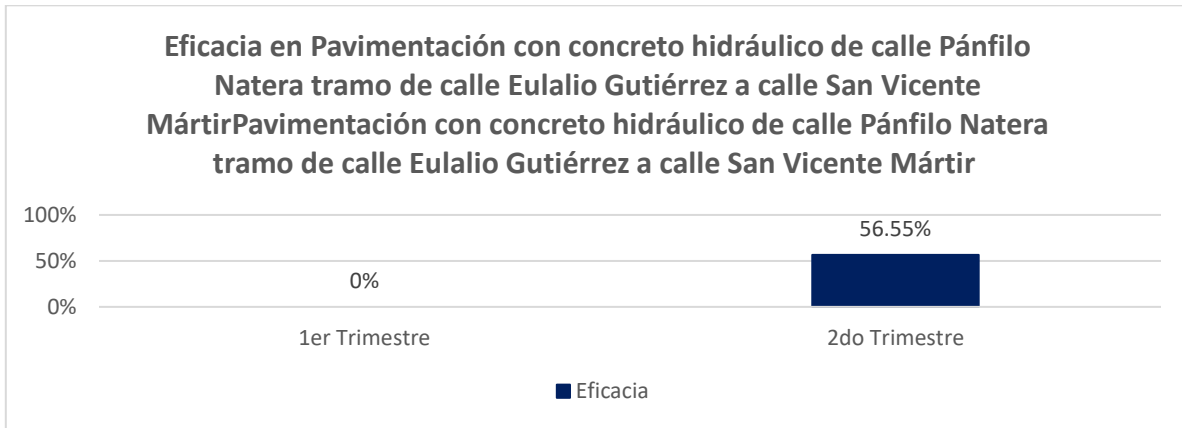 Eficacia en Pavimentación con concreto hidráulico de calle Pánfilo
Natera tramo de calle Eulalio Gutiérrez a calle San Vicente
MártirPavimentación con concreto hidráulico de calle Pánfilo Natera
tramo de calle Eulalio Gutiérrez a calle San Vicente Mártir
100%
56.55%
50%
0%
0%
1er Trimestre
2do Trimestre
Eficacia